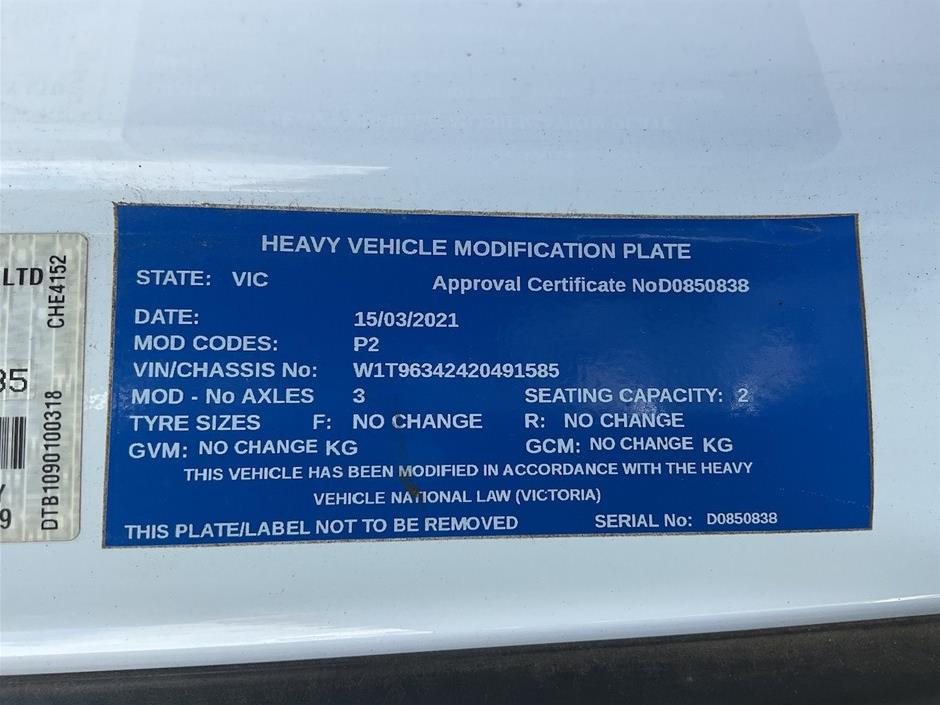 HEAVY VEHICLE MODIFICATION PLATE
STATE: VIC Approval Certificate NoD0850838
DATE: 15/03/2021
MOD CODES: P2
VIN/CHASSIS No: W1T96342420491585
MOD - No AXLES 3 SEATING CAPACITY: 2
TYRE SIZES F: NO CHANGE R: NO CHANGE
GVM: NO CHANGE KG GCM: NO CHANGE KG
THIS VEHICLE HAS BEEN MODIFIED IN ACCORDANCE WITH THE HEAVY
VEHICLE NATIONAL LAW (VICTORIA)
THIS PLATE/LABEL NOT TO BE REMOVED SERIAL No: D0850838
LTD
85
9
CHE4152
DTB1090100318